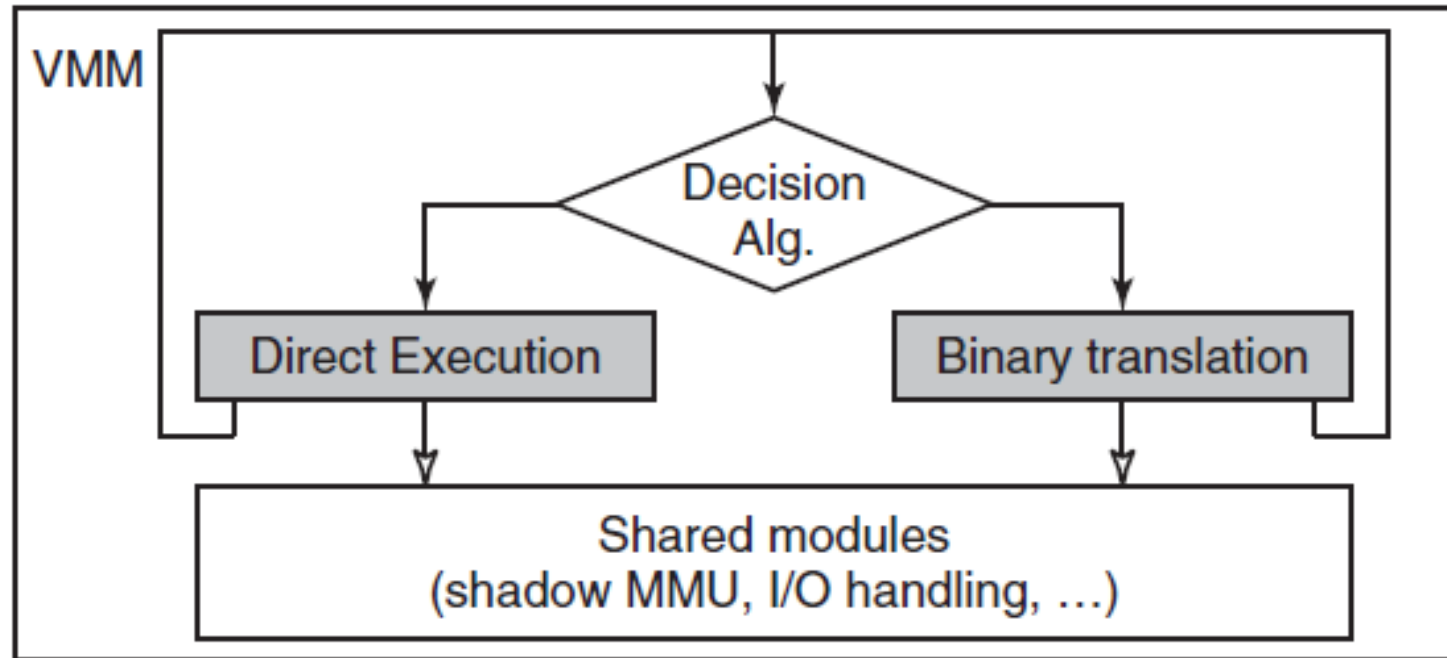 VMM
Decision
Alg.
Direct Execution
Binary translation
Shared modules
(shadow MMU, I/O handling, …)